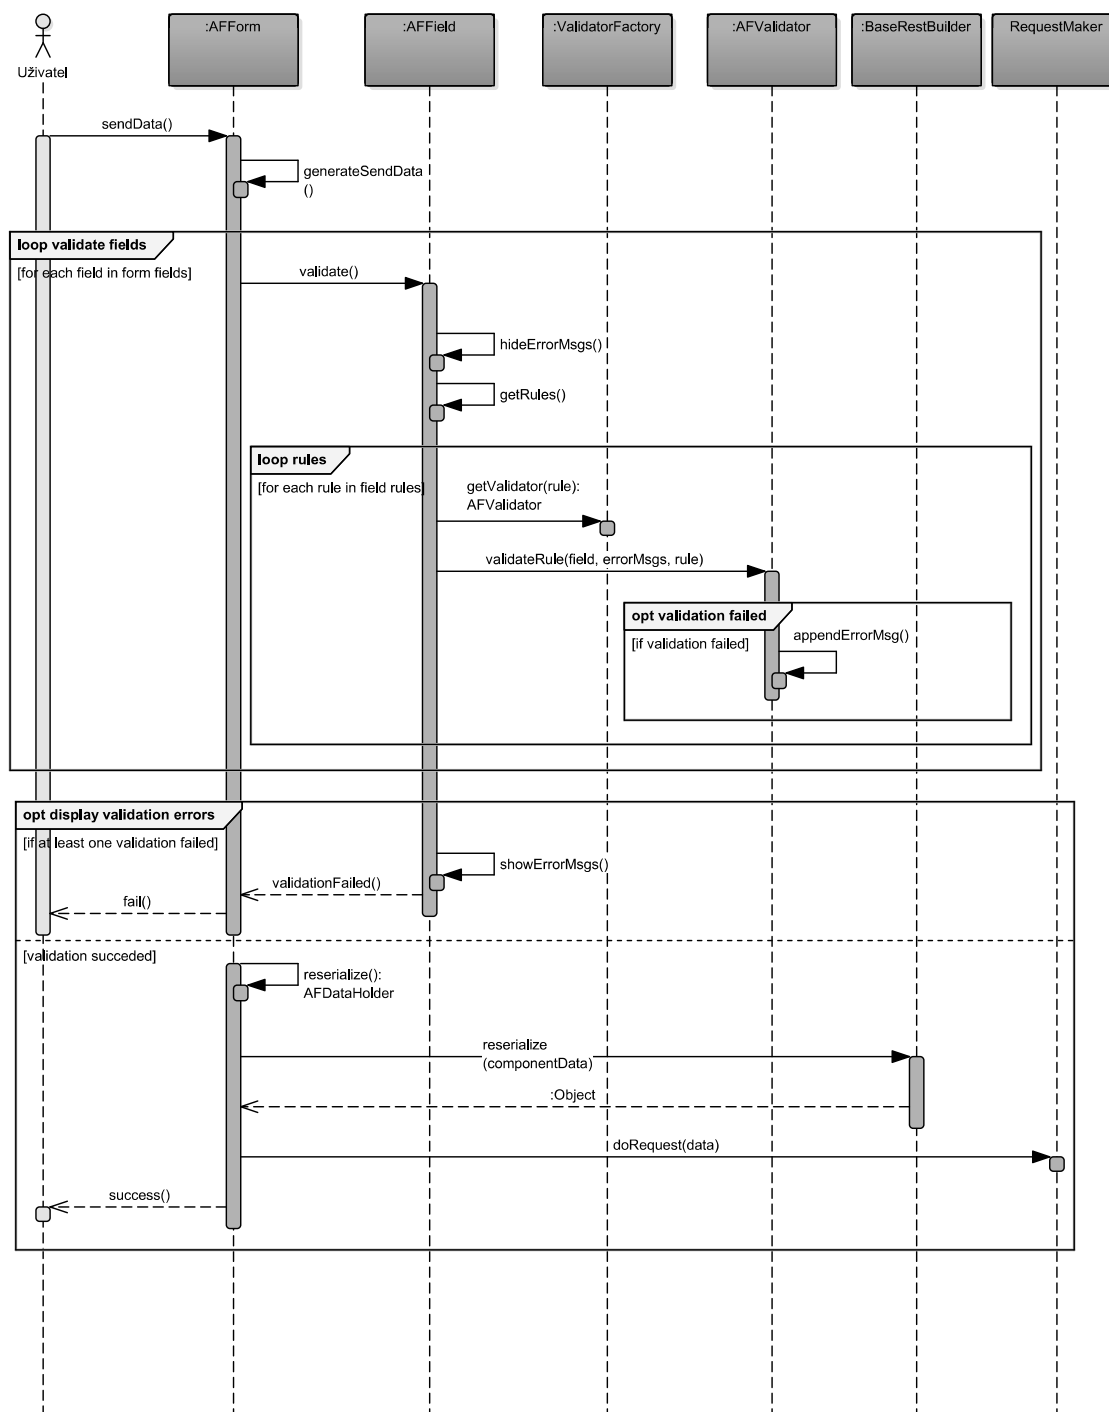 :AFForm
:AFField
:ValidatorFactory
:AFValidator
:BaseRestBuilder
RequestMaker
Uživatel
sendData()
generateSendData
()
loop validate fields
[for each field in form fields]
validate()
hideErrorMsgs()
getRules()
loop rules
[for each rule in field rules]
getValidator(rule):
AFValidator
validateRule(field, errorMsgs, rule)
opt validation failed
[if validation failed]
appendErrorMsg()
opt display validation errors
[if at least one validation failed]
showErrorMsgs()
validationFailed()
fail()
[validation succeded]
reserialize():
AFDataHolder
reserialize
(componentData)
:Object
doRequest(data)
success()